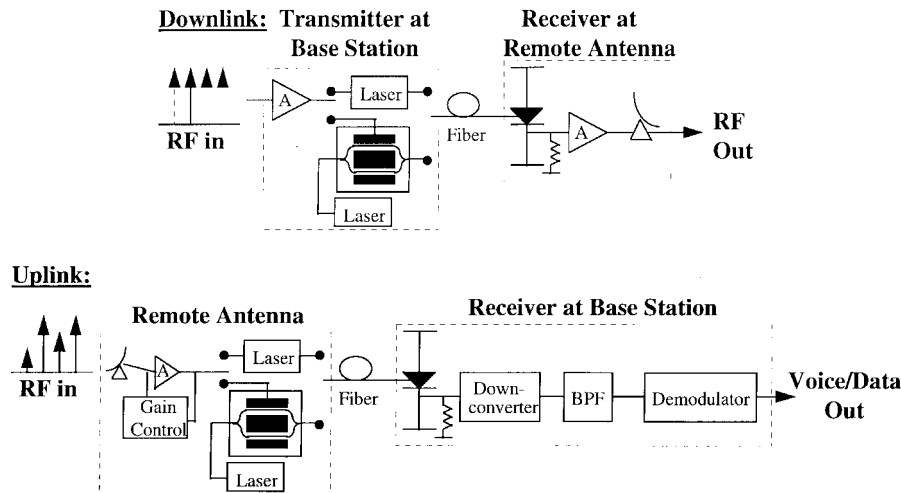 Downlink:
Transmitter at
Base Station
Receiver at
Remote Antenna
RF in
A
Laser
Laser
Fiber
A
RF
Out
Uplink:
Remote Antenna
Receiver at Base Station
RF in
A
Gain
Control
Laser
Laser
Fiber
Down-
converter
BPF
Demodulator
Voice/Data
Out